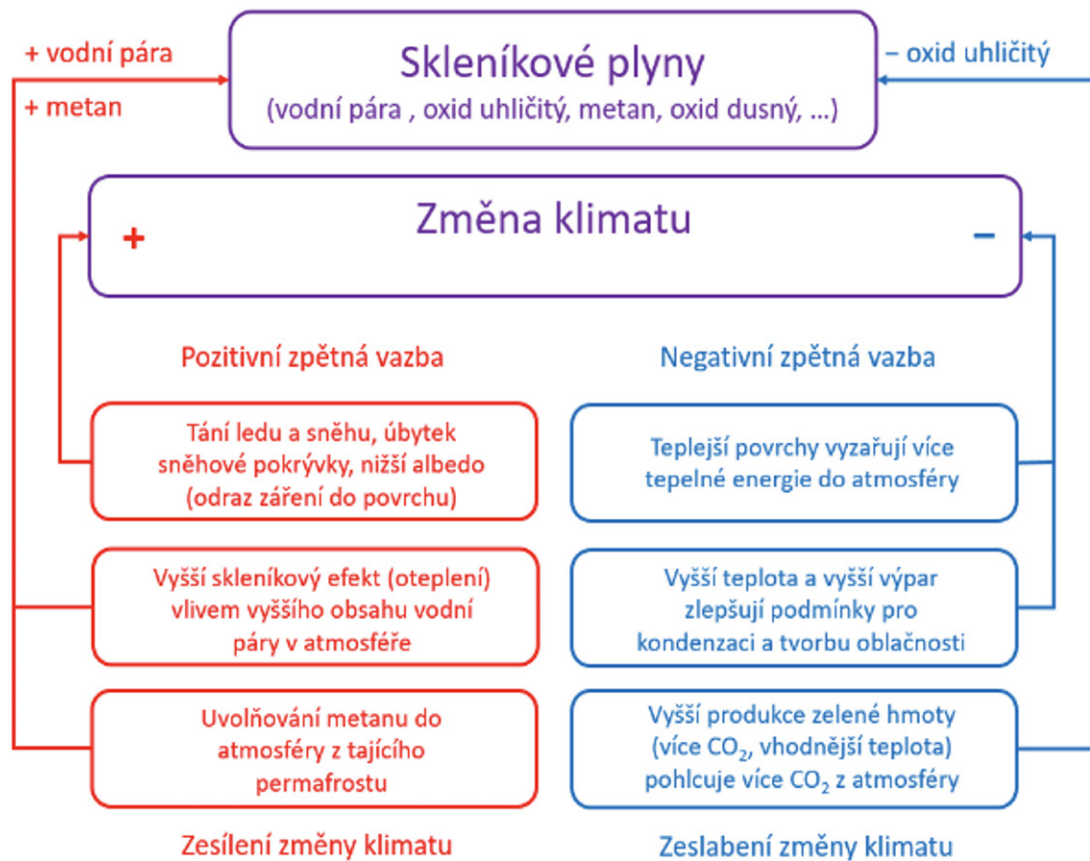 + vodní pára
+ metan
Skleníkové plyny
(vodní pára , oxid uhličitý, metan, oxid dusný, ...)
− oxid uhličitý
Změna klimatu
+
−
Pozitivní zpětná vazba
Tání ledu a sněhu, úbytek
sněhové pokrývky, nižší albedo
(odraz záření do povrchu)
Vyšší skleníkový efekt (oteplení)
vlivem vyššího obsahu vodní
páry v atmosféře
Uvolňování metanu do
atmosféry z tajícího
permafrostu
Zesílení změny klimatu
Negativní zpětná vazba
Teplejší povrchy vyzařují více
tepelné energie do atmosféry
Vyšší teplota a vyšší výpar
zlepšují podmínky pro
kondenzaci a tvorbu oblačnosti
Vyšší produkce zelené hmoty
(více CO₂, vhodnější teplota)
pohlcuje více CO₂ z atmosféry
Zeslabení změny klimatu